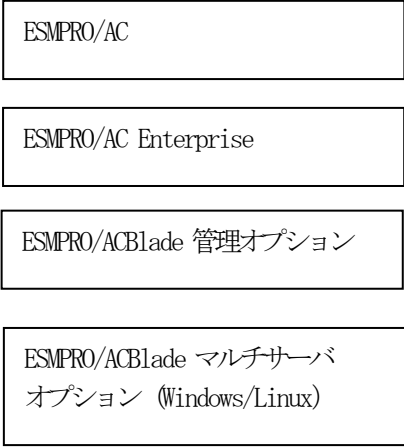 ESMPRO/AC
ESMPRO/AC Enterprise
ESMPRO/ACBlade 管理オプション
ESMPRO/ACBlade マルチサーバ
オプション (Windows/Linux)